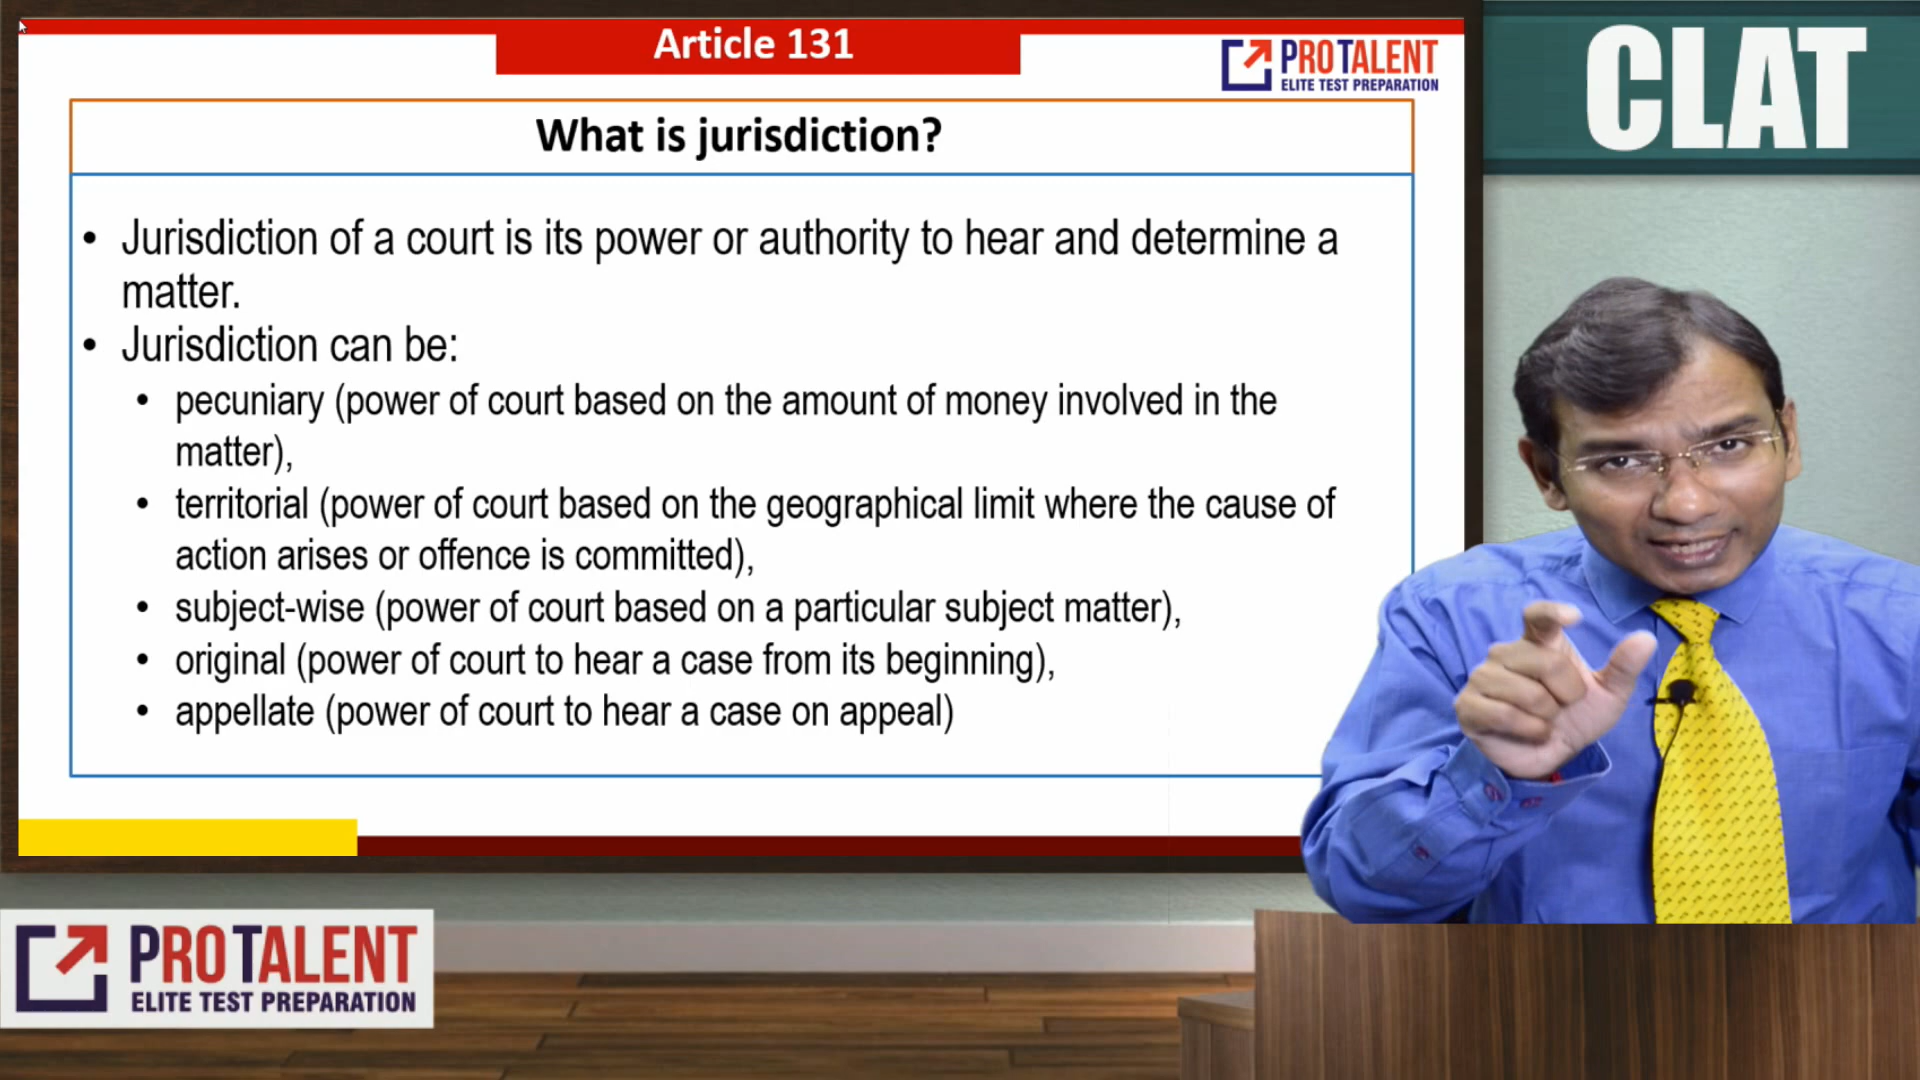 Article 131
PRO TALENT
ELITE TEST PREPARATION
CLAT
What is jurisdiction?
• Jurisdiction of a court is its power or authority to hear and determine a
matter.
• Jurisdiction can be:
• pecuniary (power of court based on the amount of money involved in the
matter),
• territorial (power of court based on the geographical limit where the cause of
action arises or offence is committed),
• subject-wise (power of court based on a particular subject matter),
• original (power of court to hear a case from its beginning),
• appellate (power of court to hear a case on appeal)
PRO TALENT
ELITE TEST PREPARATION